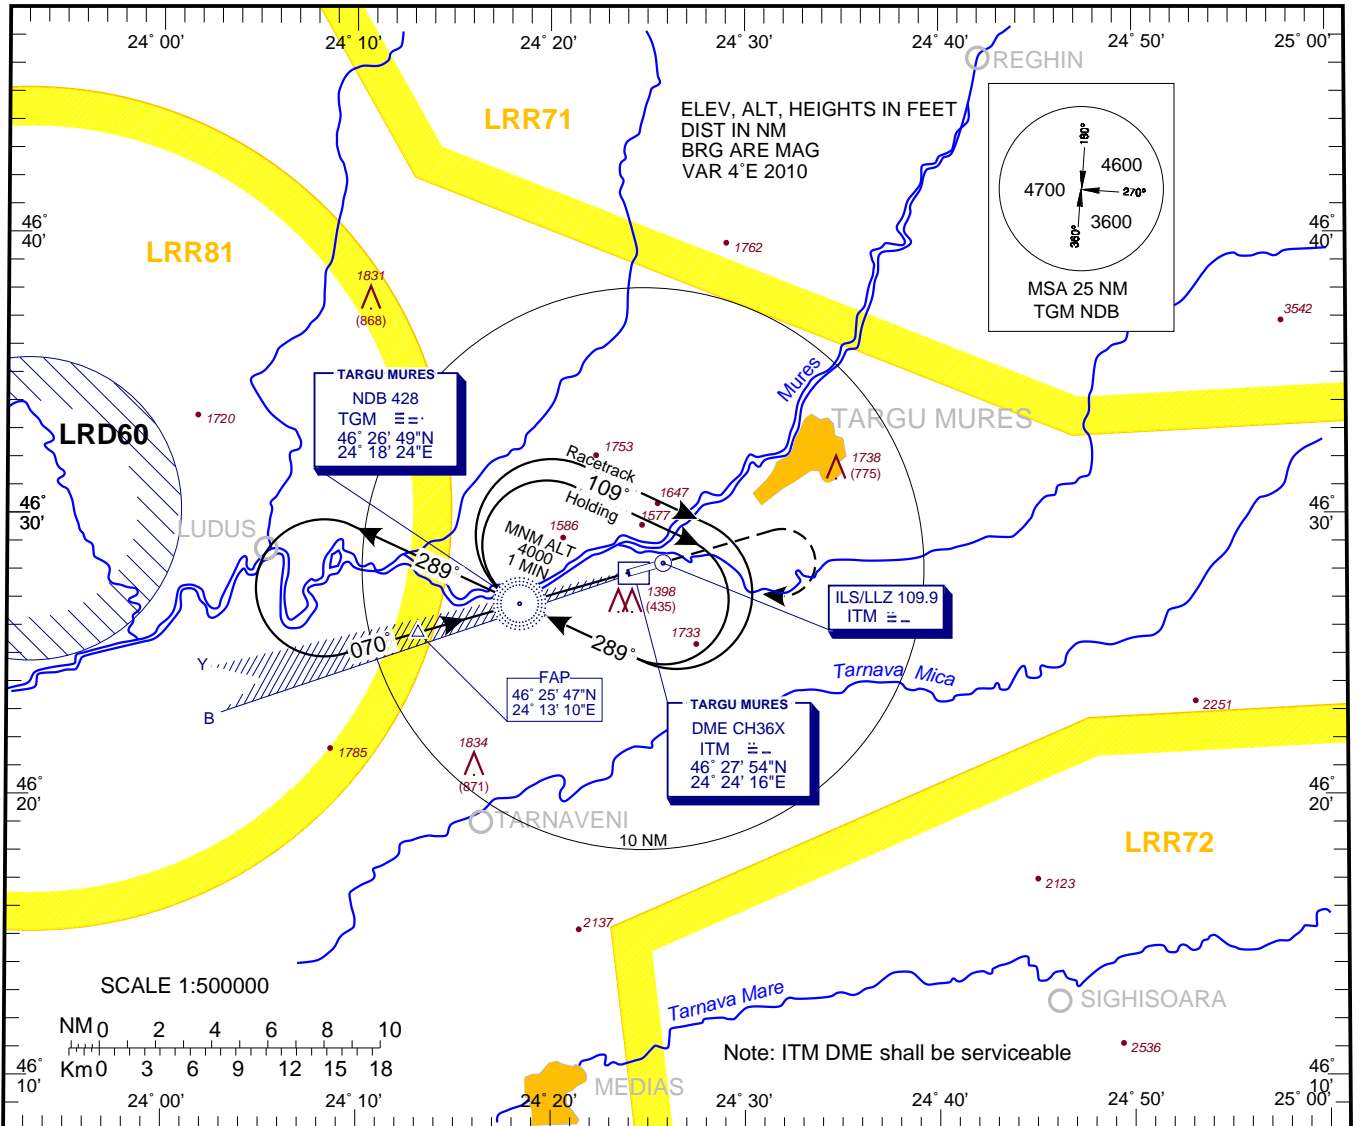 24° 00'
24° 10'
24° 20'
24° 30'
24° 40'
24° 50'
25° 00'
REGHIN
LRR71
ELEV, ALT, HEIGHTS IN FEET
DIST IN NM
BRG ARE MAG
VAR 4°E 2010
180°
4600
4700
270°
3600
360°
MSA 25 NM
TGM NDB
46°
40'
46°
40'
LRR81
1762
1831
(868)
3542
TARGU MURES
NDB 428
TGM
46° 26' 49"N
24° 18' 24"E
Mures
TARGU MURES
1720
LRD60
1753
1738
(775)
Racetrack
109°
Holding
1647
1577
46°
30'
46°
30'
LUDUS
1586
MNM ALT
4000
1 MIN
289°
1398
(435)
ILS/LLZ 109.9
ITM
070°
289°
1733
Y
B
FAP
46° 25' 47"N
24° 13' 10"E
Tarnava Mica
2251
TARGU MURES
DME CH36X
ITM
46° 27' 54"N
24° 24' 16"E
1785
1834
(871)
46°
20'
46°
20'
TARNAVENI
10 NM
LRR72
2123
2137
SCALE 1:500000
Tarnava Mare
SIGHISOARA
NM 0 2 4 6 8 10
Km 0 3 6 9 12 15 18
Note: ITM DME shall be serviceable
2536
46°
10'
46°
10'
MEDIAS
24° 00'
24° 10'
24° 20'
24° 30'
24° 40'
24° 50'
25° 00'